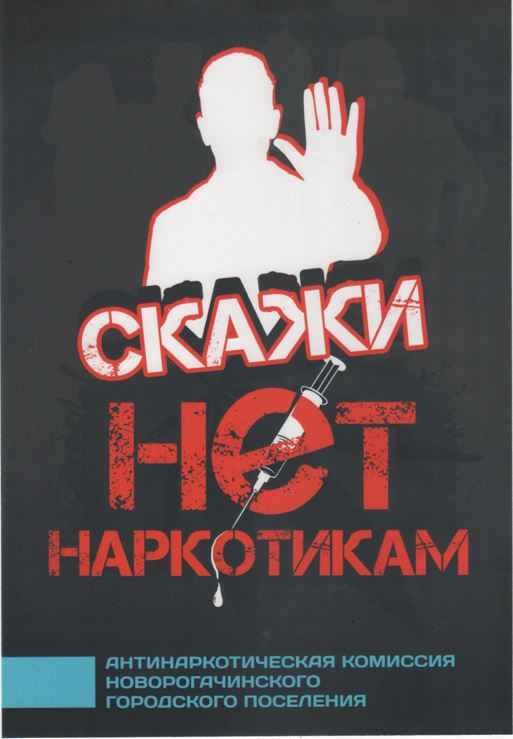 СКАЖИ
НеТ
НАРКОТИКАМ
АНТИНАРКОТИЧЕСКАЯ КОМИССИЯ
НОВОРОГАЧИНСКОГО
ГОРОДСКОГО ПОСЕЛЕНИЯ